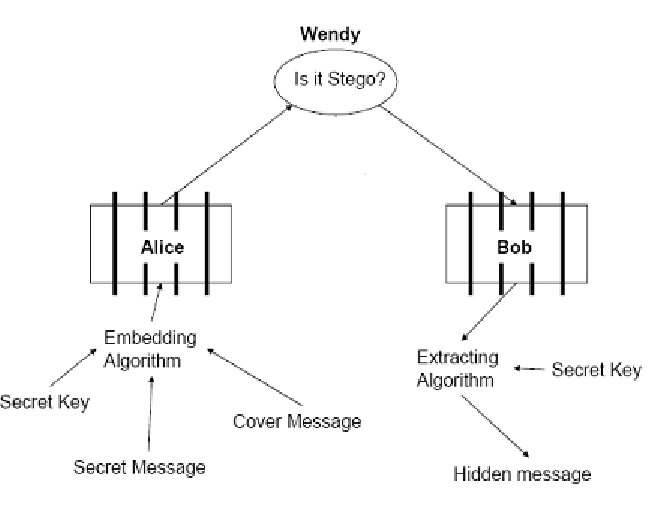 Wendy
Is it Stego?
Alice
Bob
Embedding
Algorithm
Extracting
Algorithm
Secret Key
Secret Key
Cover Message
Secret Message
Hidden message